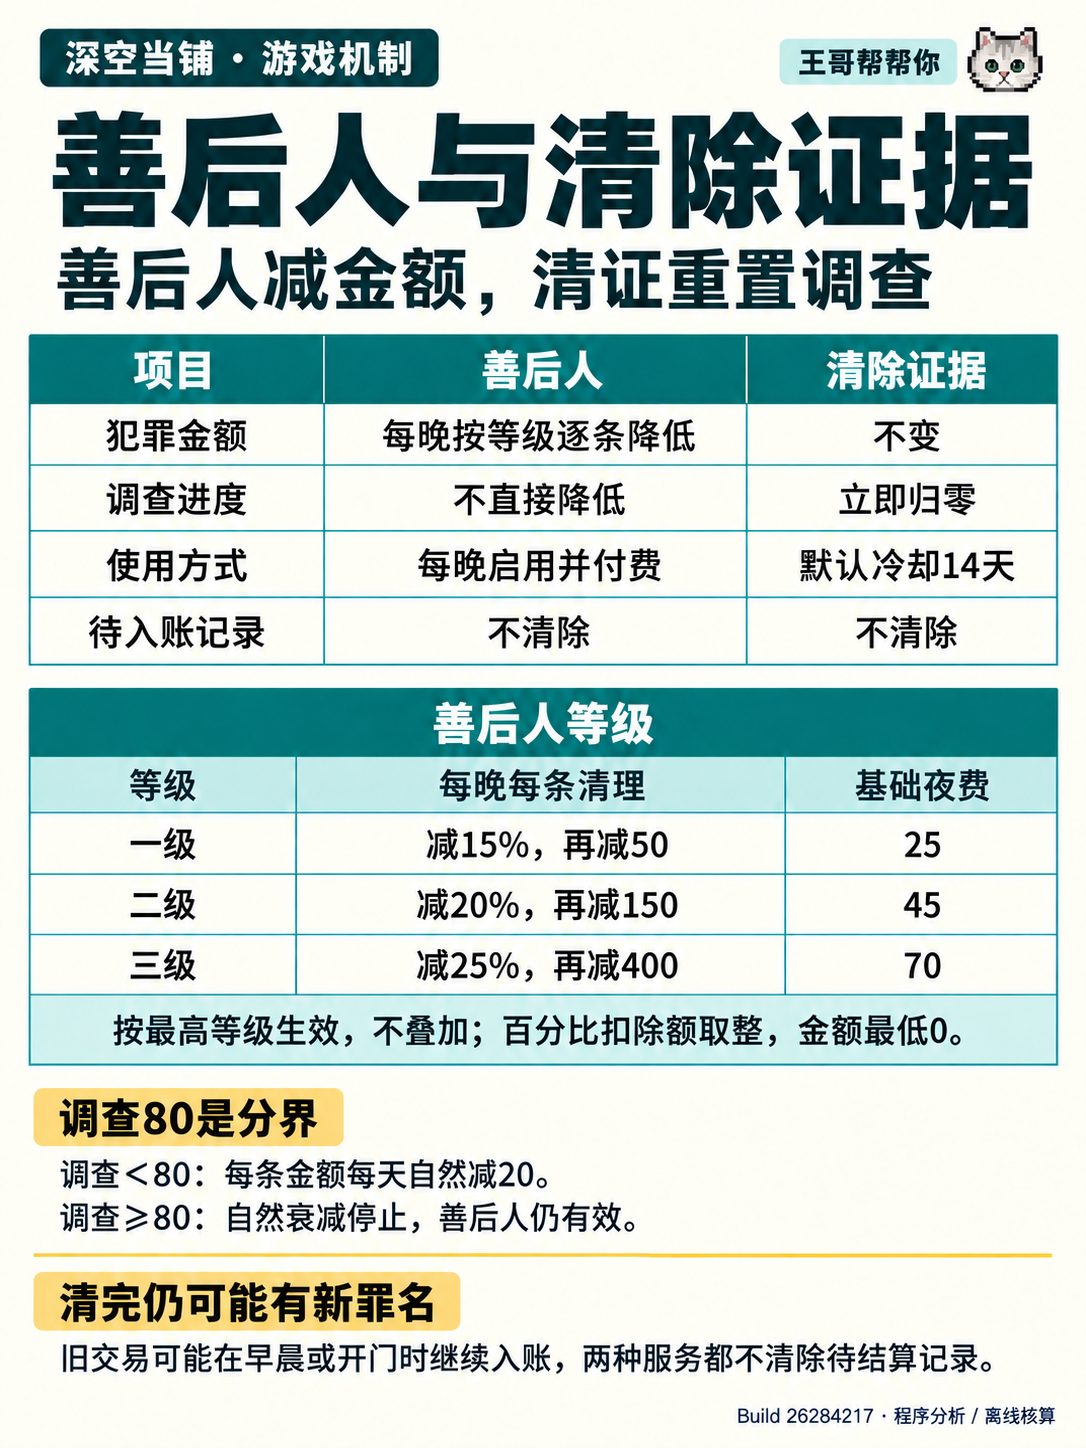 深空当铺·游戏机制
王哥帮帮你
善后人与清除证据
善后人减金额，清证重置调查
项目 善后人 清除证据
犯罪金额 每晚按等级逐条降低 不变
调查进度 不直接降低 立即归零
使用方式 每晚启用并付费 默认冷却14天
待入账记录 不清除 不清除
善后人等级
等级 每晚每条清理 基础夜费
一级 减15%，再减50 25
二级 减20%，再减150 45
三级 减25%，再减400 70
按最高等级生效，不叠加；百分比扣除额取整，金额最低0。
调查80是分界
调查＜80：每条金额每天自然减20。
调查≥80：自然衰减停止，善后人仍有效。
清完仍可能有新罪名
旧交易可能在早晨或开门时继续入账，两种服务都不清除待结算记录。
Build 26284217 · 程序分析 / 离线核算